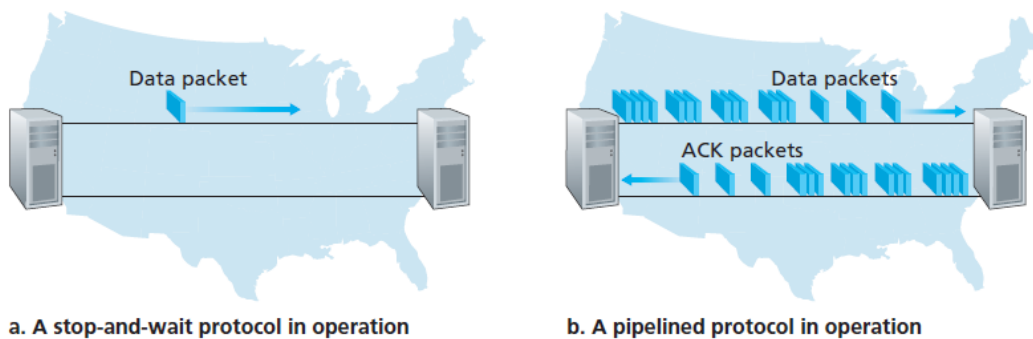 Data packet
Data packets
ACK packets
a. A stop-and-wait protocol in operation
b. A pipelined protocol in operation